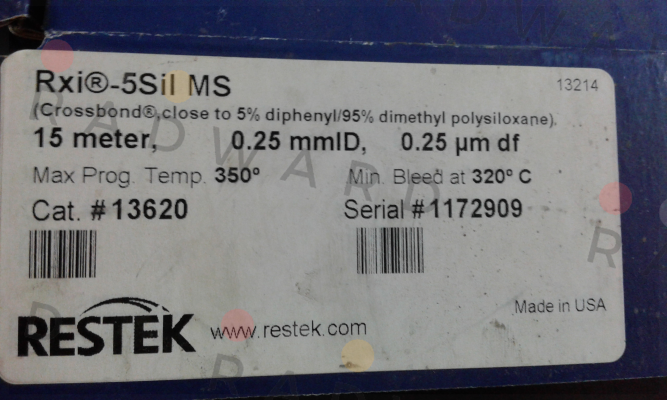 Rxi®-5Sil MS
13214
(Crossbond®,close to 5% diphenyl/95% dimethyl polysiloxane).
15 meter, 0.25 mmID, 0.25 µm df
Max Prog. Temp. 350° Min. Bleed at 320° C
Cat. #13620 Serial #1172909
Made in USA
RESTEK www.restek.com
RADWARD